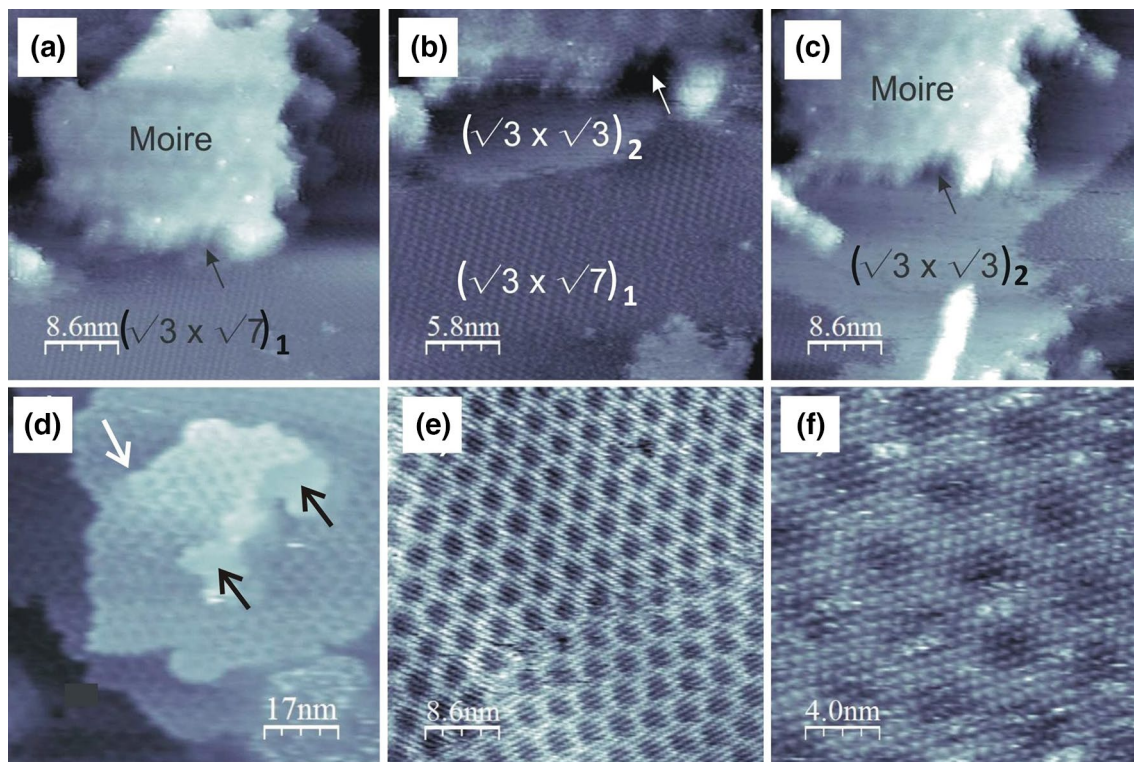 (a)
Moire
8.6nm
(√3 x √7)1
(b)
(√3 x √3)2
(√3 x √7)1
5.8nm
(c)
Moire
(√3 x √3)2
8.6nm
(d)
17nm
(e)
8.6nm
(f)
4.0nm